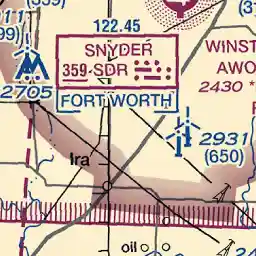 122.45
SNYDER
359 SDR
FORT WORTH
WINST
AWO
2430
2705
2931
(650)
Ira
oil